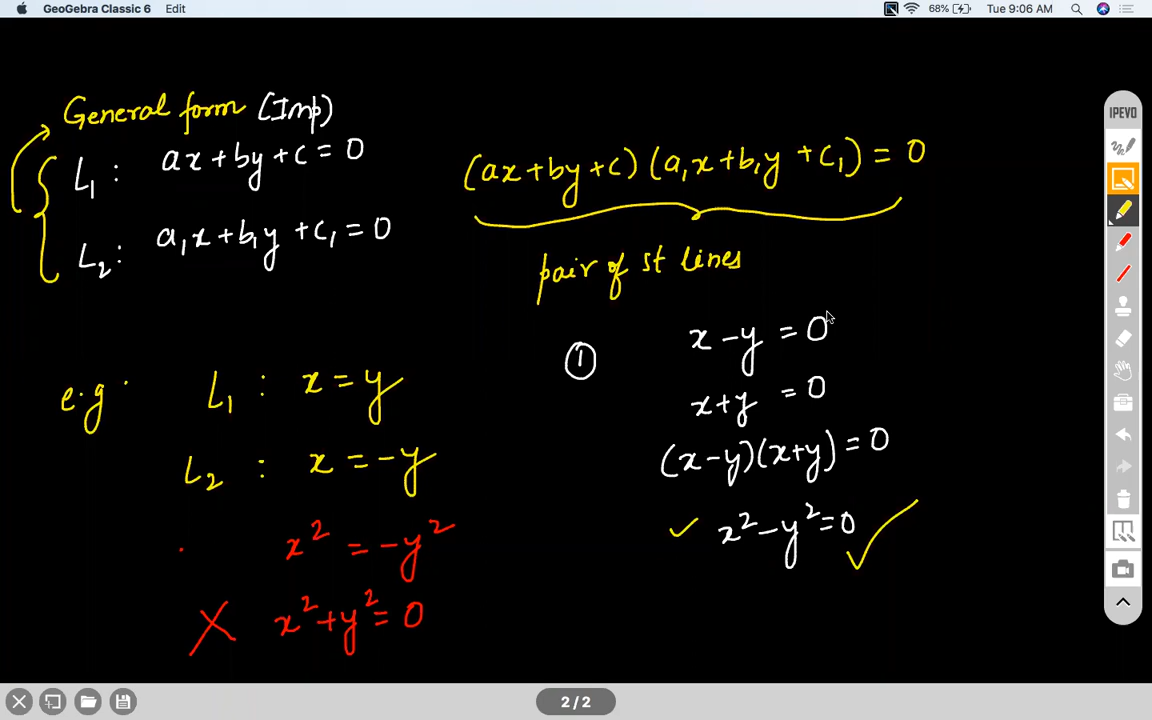 GeoGebra Classic 6 Edit 68% Tue 9:06 AM
General form (Imp)
L₁ : ax + by + c = 0
L₂ : a₁x + b₁y + c₁ = 0
(ax + by + c) (a₁x + b₁y + c₁) = 0
pair of st lines
e.g L₁ : x = y
L₂ : x = -y
x² = -y²
x² + y² = 0
① x - y = 0
x + y = 0
(x - y)(x + y) = 0
x² - y² = 0
IPEVO
2 / 2